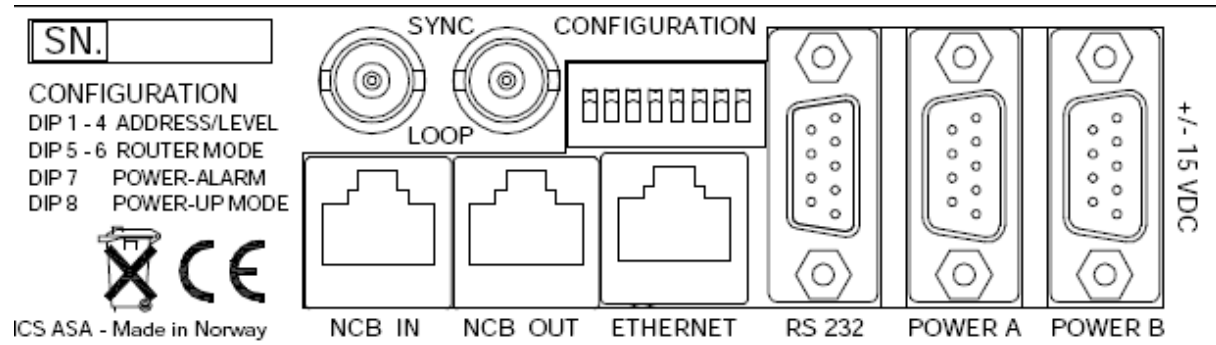 SN.
CONFIGURATION
DIP 1 - 4 ADDRESS/LEVEL
DIP 5 - 6 ROUTER MODE
DIP 7 POWER-ALARM
DIP 8 POWER-UP MODE
CE
ICS ASA - Made in Norway
SYNC
LOOP
CONFIGURATION
NCB IN
NCB OUT
ETHERNET
RS 232
POWER A
POWER B
+/- 15 VDC